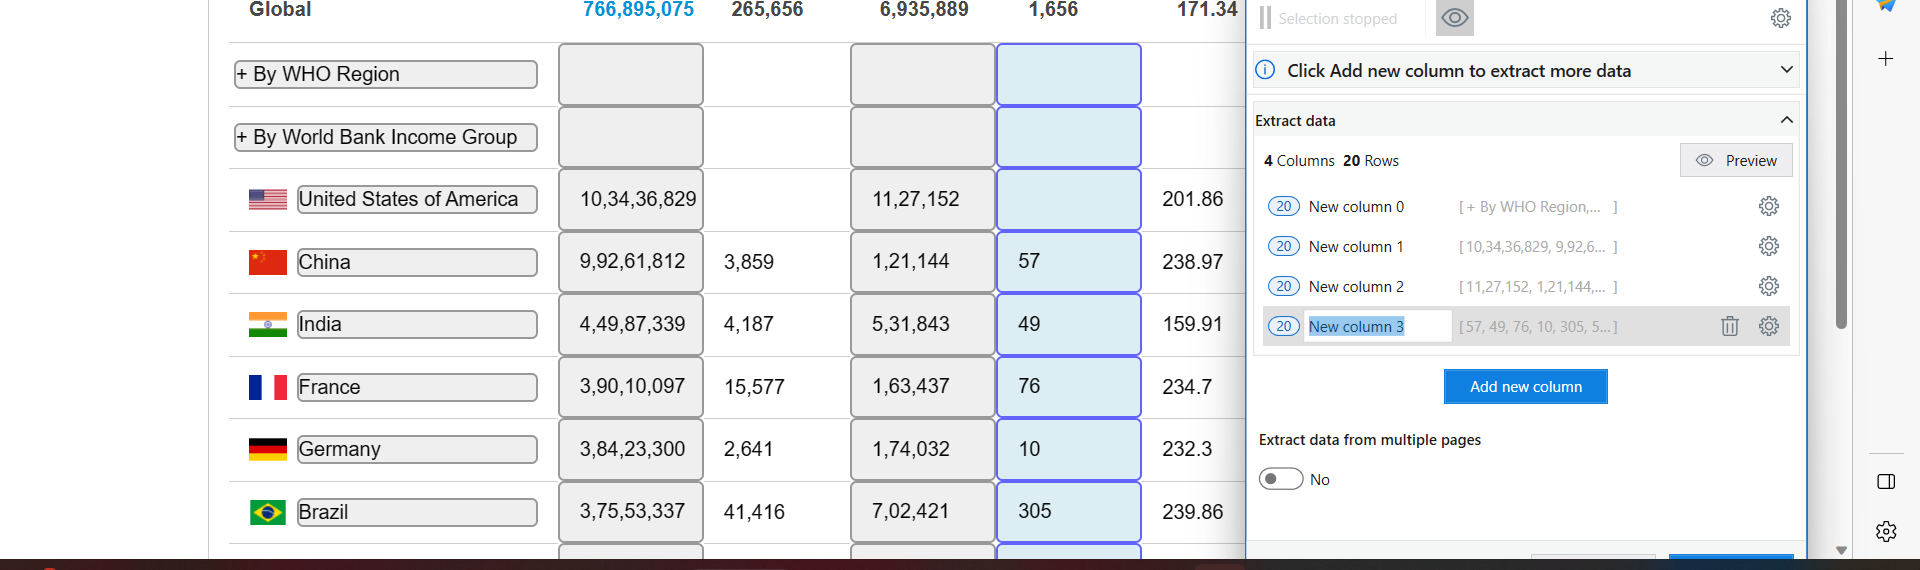 Global 766,895,075 265,656 6,935,889 1,656 171.34
+ By WHO Region
+ By World Bank Income Group
United States of America 10,34,36,829 11,27,152 201.86
China 9,92,61,812 3,859 1,21,144 57 238.97
India 4,49,87,339 4,187 5,31,843 49 159.91
France 3,90,10,097 15,577 1,63,437 76 234.7
Germany 3,84,23,300 2,641 1,74,032 10 232.3
Brazil 3,75,53,337 41,416 7,02,421 305 239.86
Selection stopped
Click Add new column to extract more data
Extract data
4 Columns 20 Rows Preview
20 New column 0 [ + By WHO Region,... ]
20 New column 1 [ 10,34,36,829, 9,92,6... ]
20 New column 2 [ 11,27,152, 1,21,144,... ]
20 New column 3 [ 57, 49, 76, 10, 305, 5... ]
Add new column
Extract data from multiple pages
No